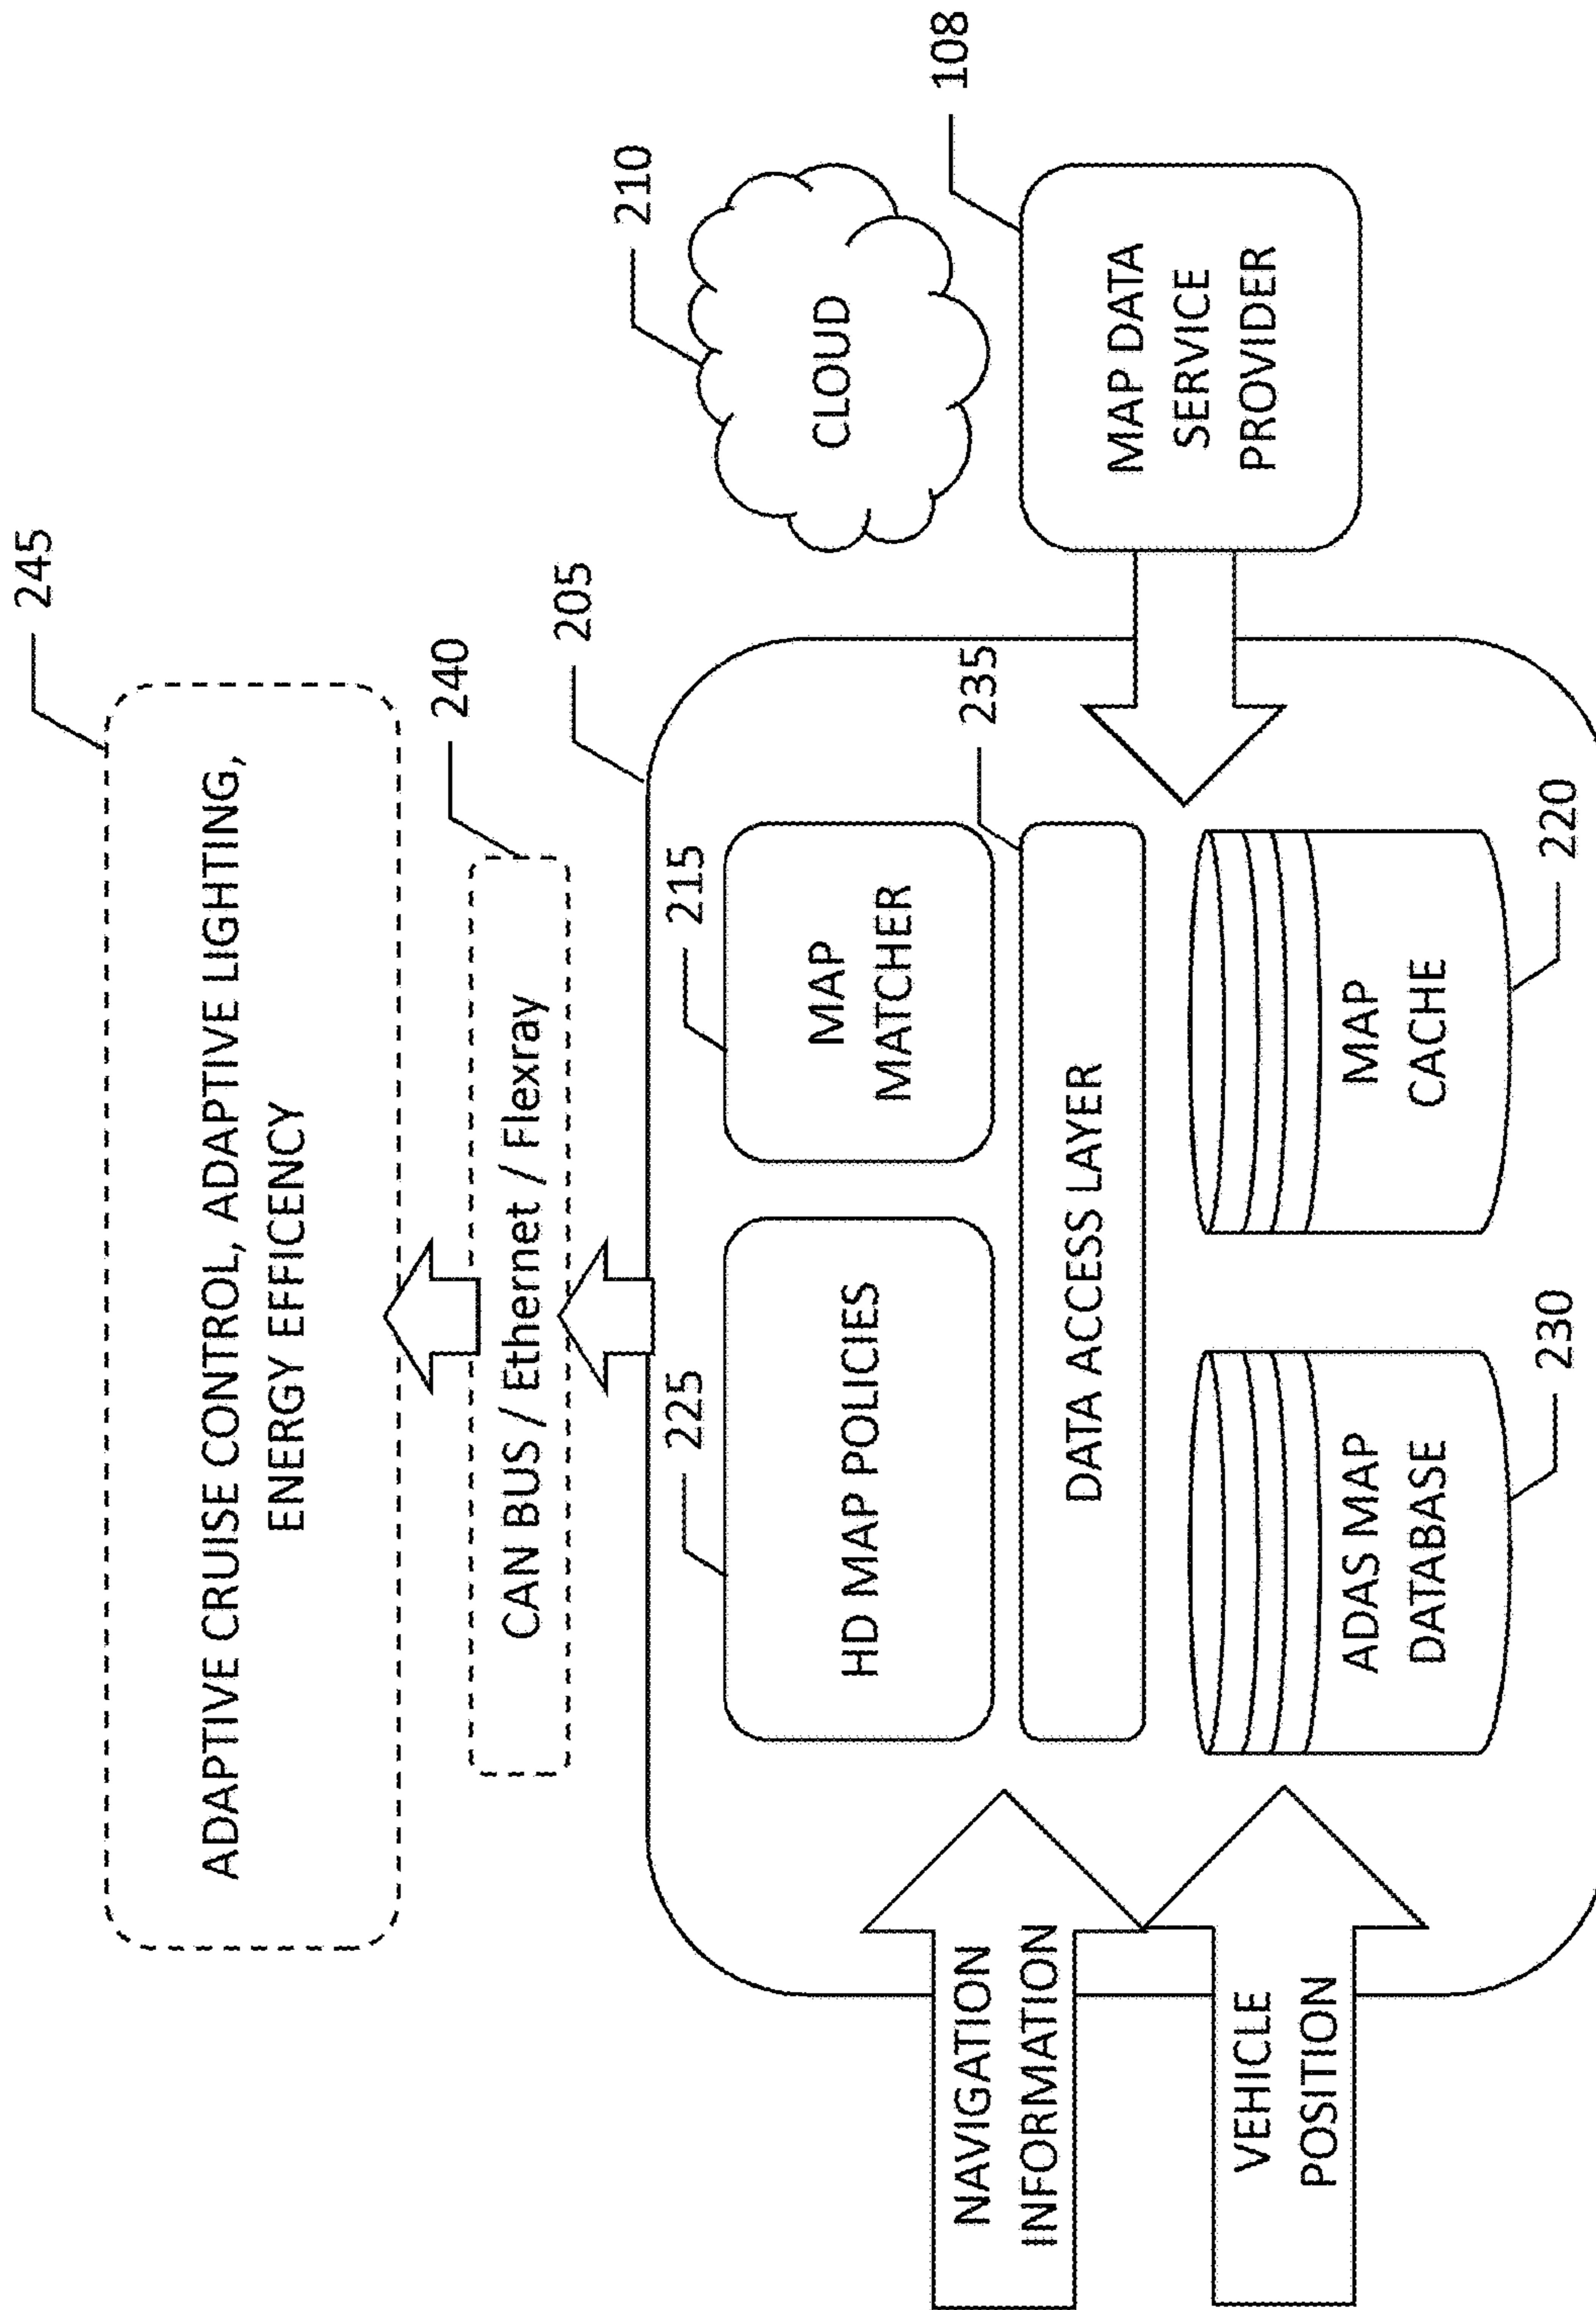 245
ADAPTIVE CRUISE CONTROL, ADAPTIVE LIGHTING,
ENERGY EFFICENCY
240
CAN BUS / Ethernet / Flexray
205
210
CLOUD
108
MAP DATA
SERVICE
PROVIDER
225
HD MAP POLICIES
215
MAP
MATCHER
235
DATA ACCESS LAYER
NAVIGATION
INFORMATION
VEHICLE
POSITION
ADAS MAP
DATABASE
230
MAP
CACHE
220